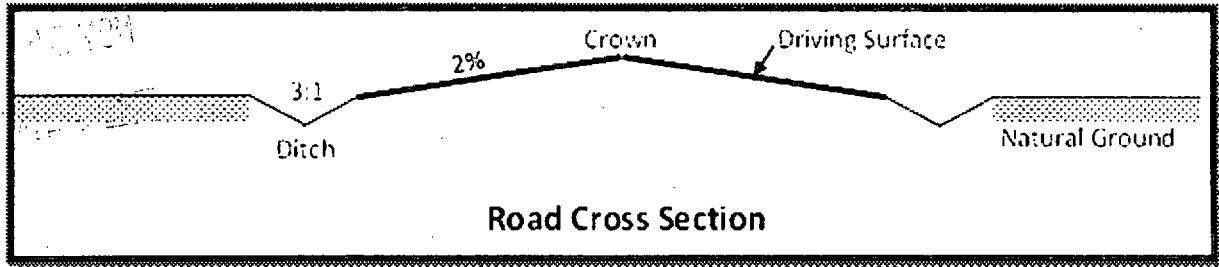 Crown
Driving Surface
2%
3:1
Ditch
Natural Ground
Road Cross Section